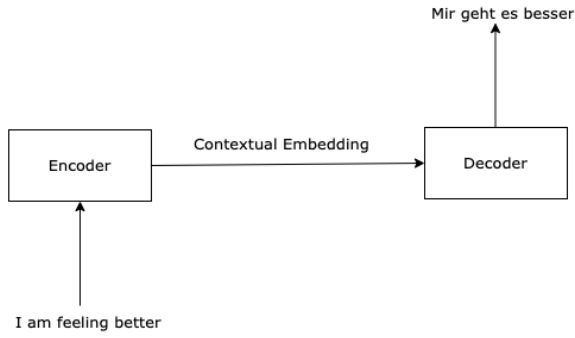 Mir geht es besser
Contextual Embedding
Encoder
Decoder
I am feeling better